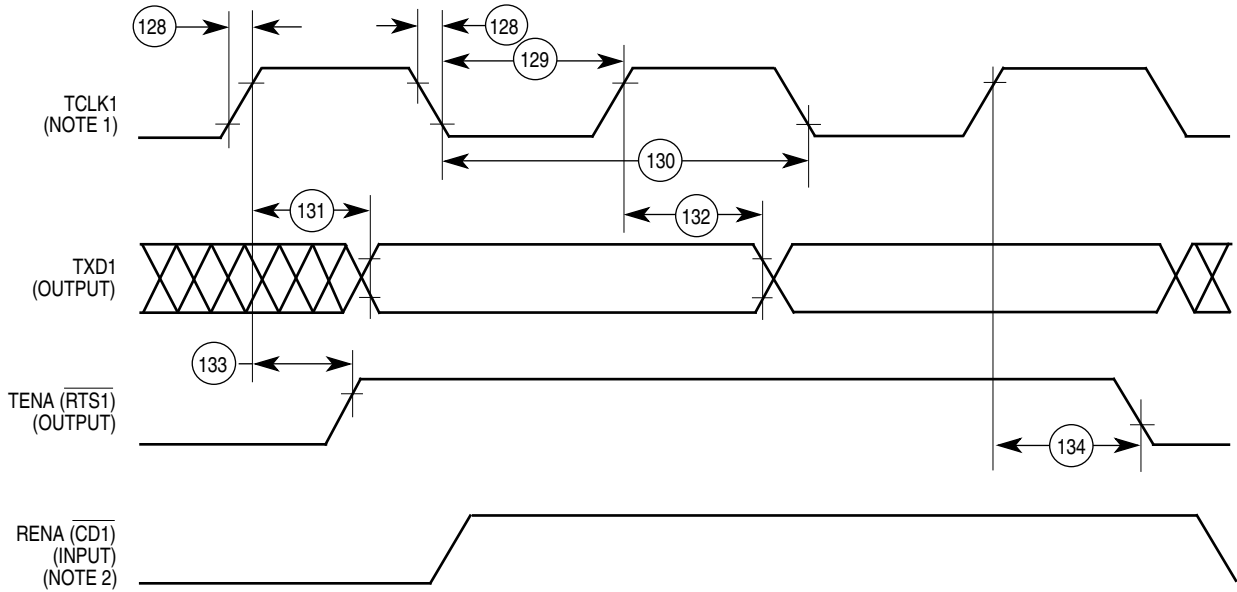 128
128
129
TCLK1
(NOTE 1)
130
131
132
TXD1
(OUTPUT)
133
TENA (RTS1)
(OUTPUT)
134
RENA (CD1)
(INPUT)
(NOTE 2)